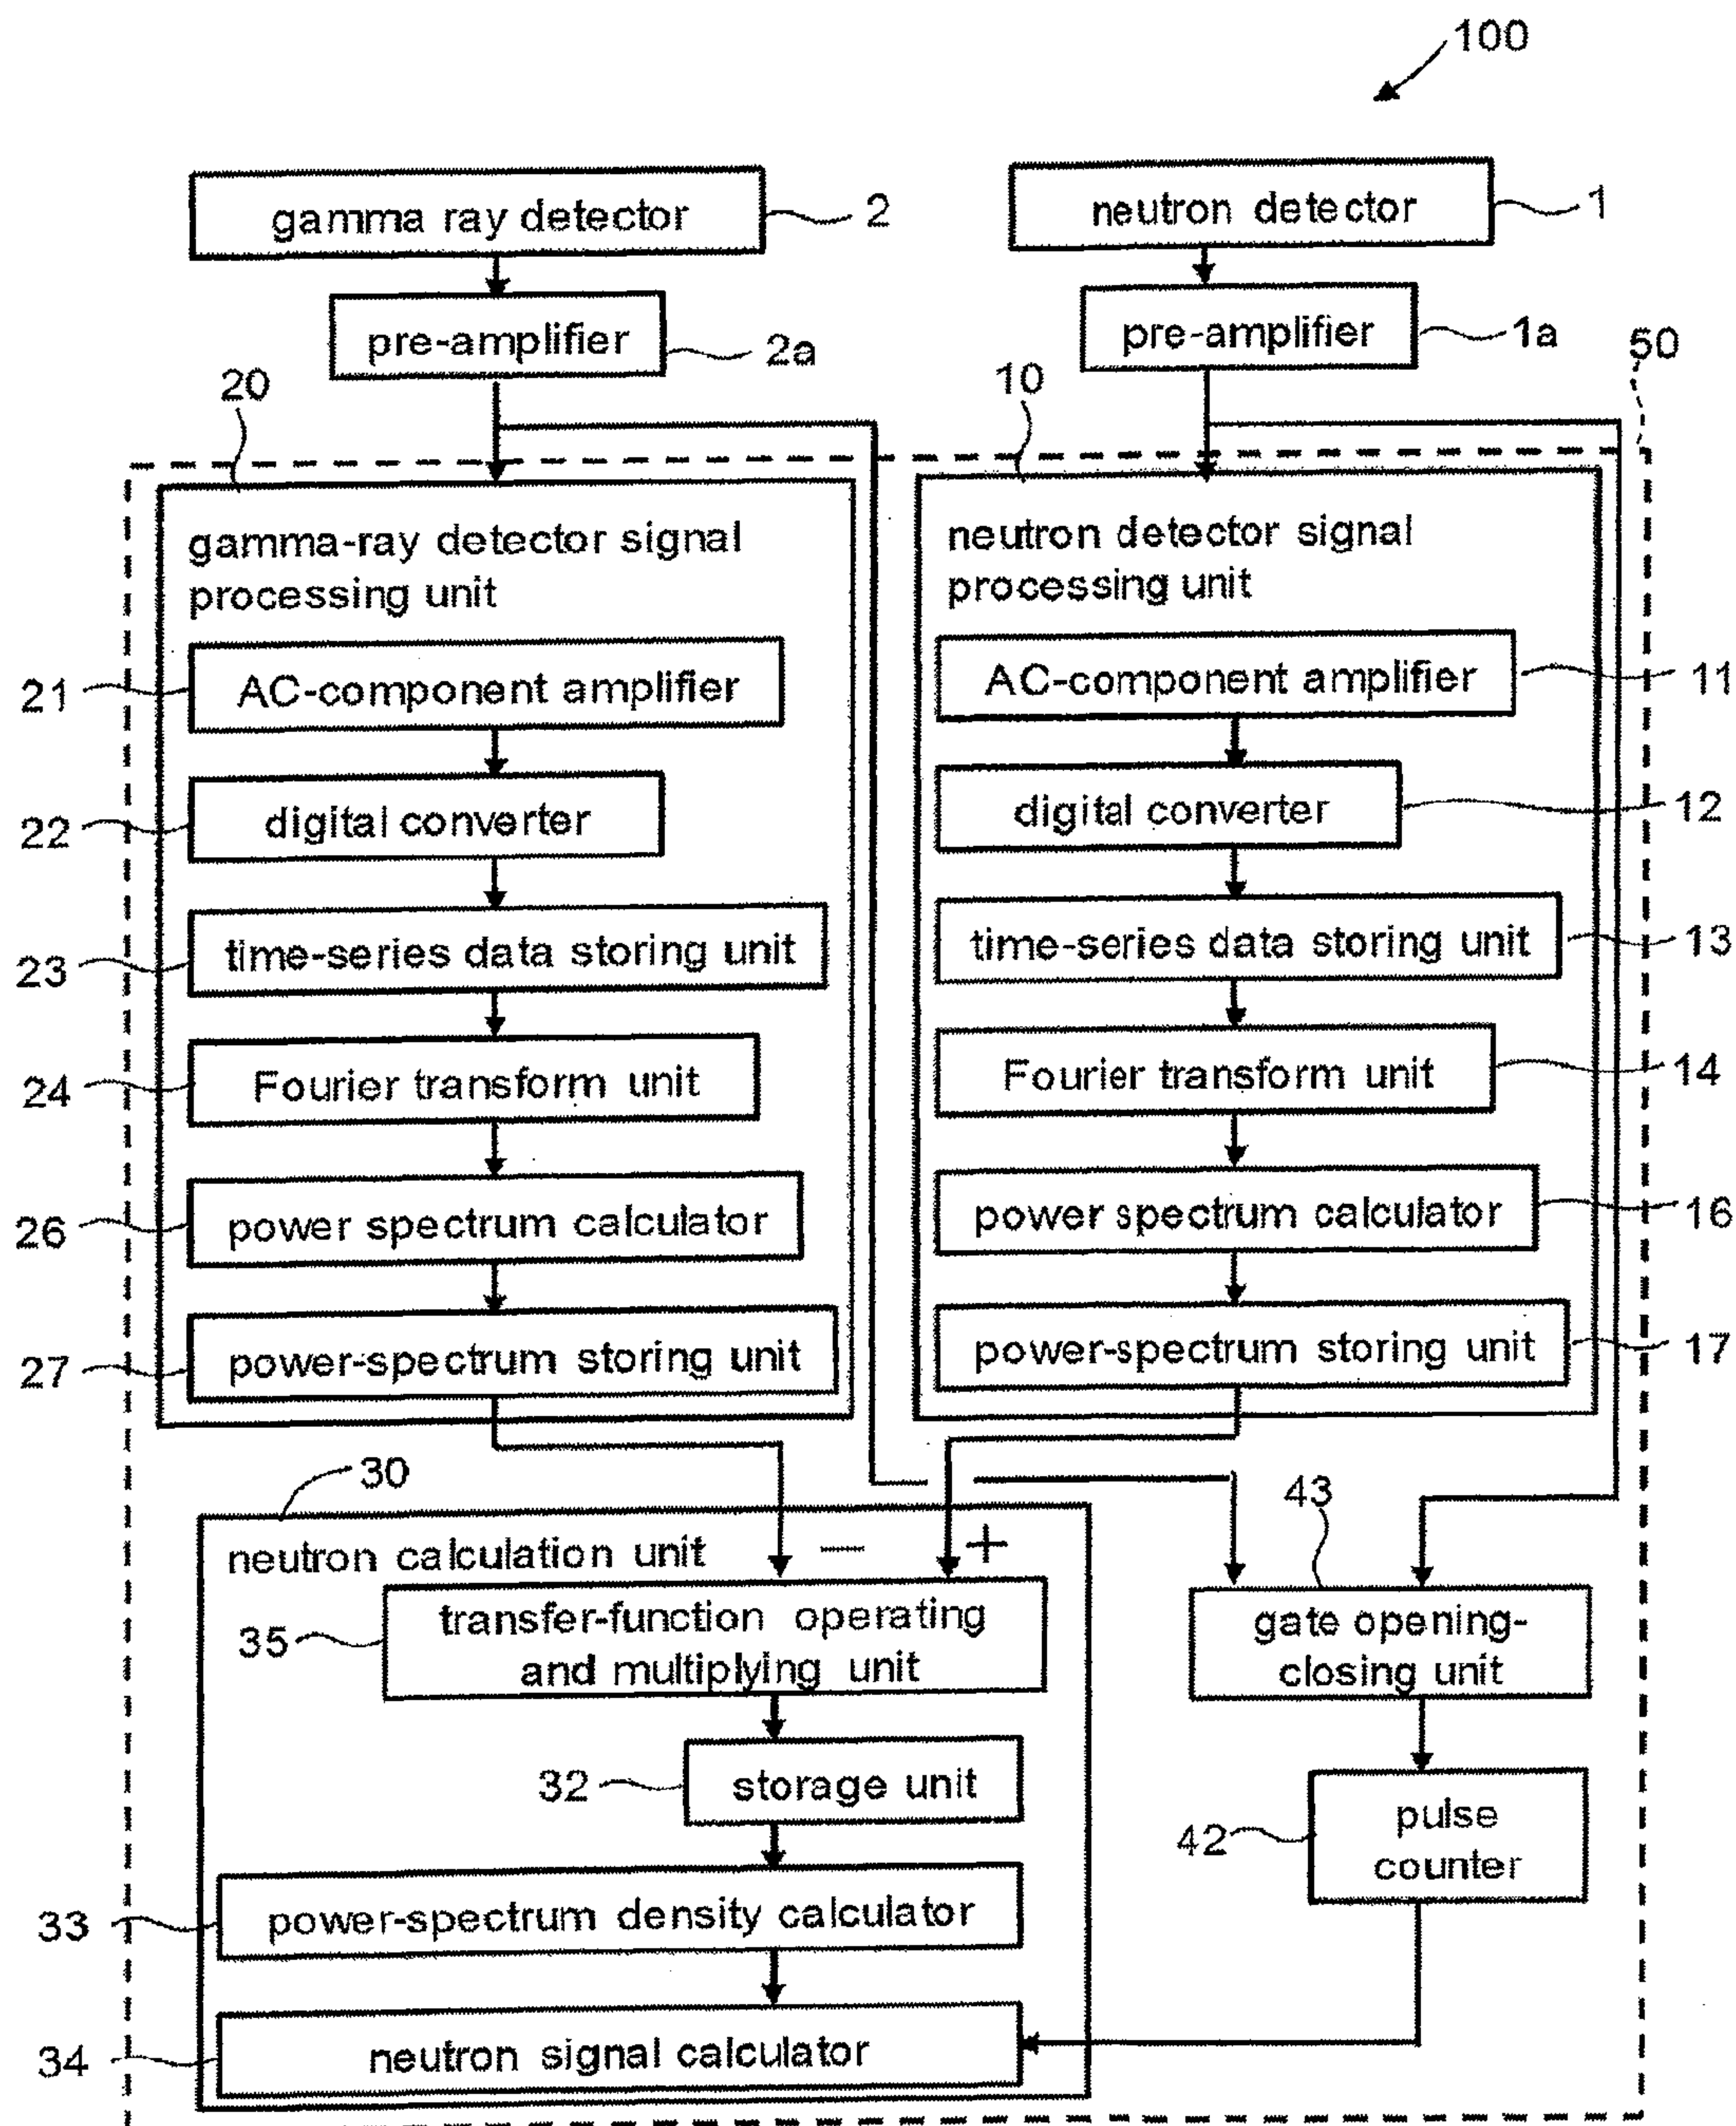 100
gamma ray detector
2
neutron detector
1
pre-amplifier
2a
pre-amplifier
1a
50
20
10
gamma-ray detector signal
processing unit
neutron detector signal
processing unit
21
AC-component amplifier
AC-component amplifier
11
22
digital converter
digital converter
12
23
time-series data storing unit
time-series data storing unit
13
24
Fourier transform unit
Fourier transform unit
14
26
power spectrum calculator
power spectrum calculator
16
27
power-spectrum storing unit
power-spectrum storing unit
17
30
43
neutron calculation unit
− +
35
transfer-function operating
and multiplying unit
gate opening-
closing unit
32
storage unit
42
pulse
counter
33
power-spectrum density calculator
34
neutron signal calculator